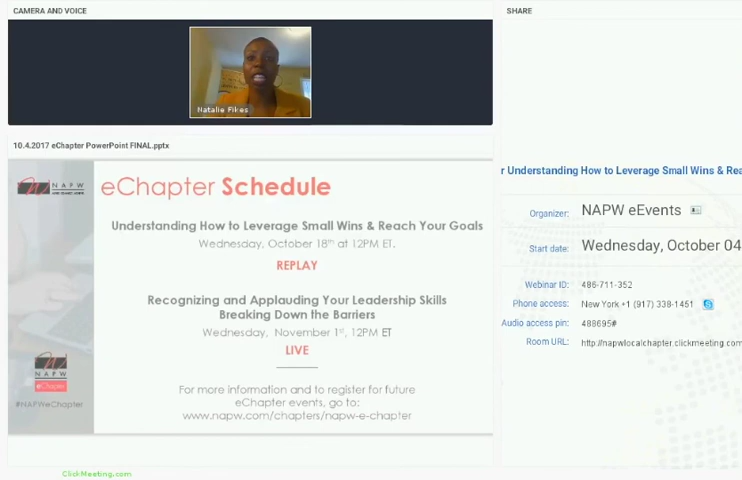 CAMERA AND VOICE
SHARE
Natalie Fikes
10.4.2017 eChapter PowerPoint FINAL.pptx
NAPW
eChapter Schedule
Understanding How to Leverage Small Wins & Reach Your Goals
Wednesday, October 18th at 12PM ET.
REPLAY
Recognizing and Applauding Your Leadership Skills
Breaking Down the Barriers
Wednesday, November 1st, 12PM ET
LIVE
For more information and to register for future
eChapter events, go to:
www.napw.com/chapters/napw-e-chapter
NAPW
eChapter
#NAPWeChapter
r Understanding How to Leverage Small Wins & Rea
Organizer: NAPW eEvents
Start date: Wednesday, October 04
Webinar ID: 486-711-352
Phone access: New York +1 (917) 338-1451
Audio access pin: 488695#
Room URL: http://napwlocalchapter.clickmeeting.com
ClickMeeting.com